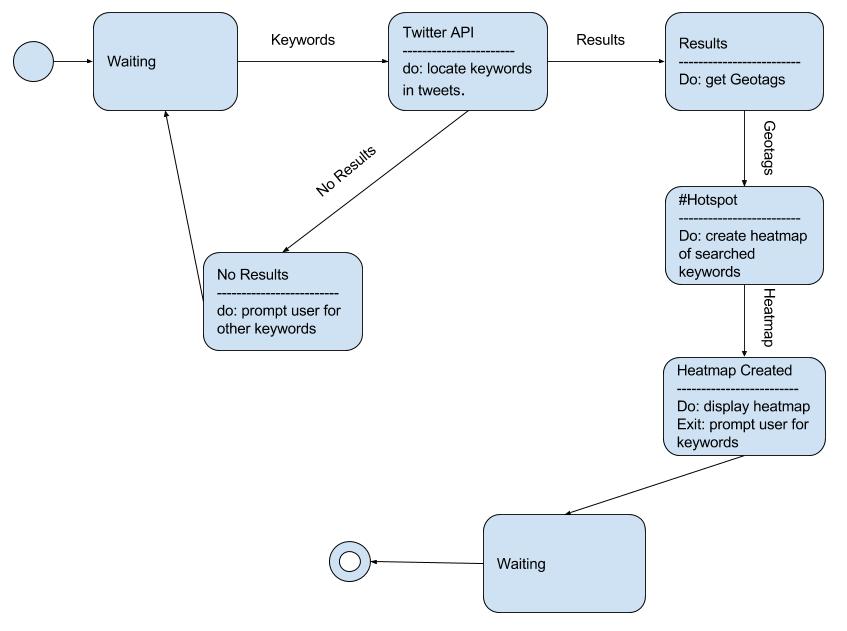 Waiting
Keywords
Twitter API
------------------------
do: locate keywords
in tweets.
Results
Results
--------------------------
Do: get Geotags
Geotags
No Results
No Results
--------------------------
do: prompt user for
other keywords
#Hotspot
--------------------------
Do: create heatmap
of searched
keywords
Heatmap
Heatmap Created
--------------------------
Do: display heatmap
Exit: prompt user for
keywords
Waiting